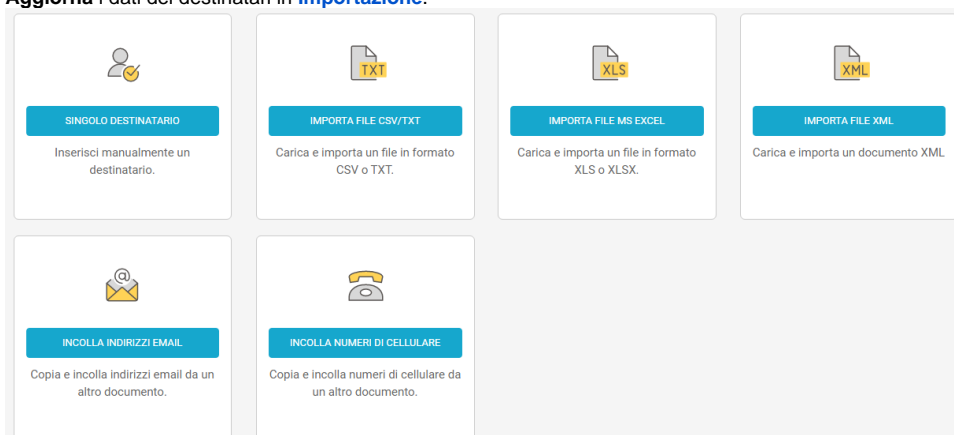 Aggiorna i dati dei destinatari in Importazione.
TXT
XLS
XML
SINGOLO DESTINATARIO
IMPORTA FILE CSV/TXT
IMPORTA FILE MS EXCEL
IMPORTA FILE XML
Inserisci manualmente un
destinatario.
Carica e importa un file in formato
CSV o TXT.
Carica e importa un file in formato
XLS o XLSX.
Carica e importa un documento XML
@
INCOLLA INDIRIZZI EMAIL
INCOLLA NUMERI DI CELLULARE
Copia e incolla indirizzi email da un
altro documento.
Copia e incolla numeri di cellulare da
un altro documento.